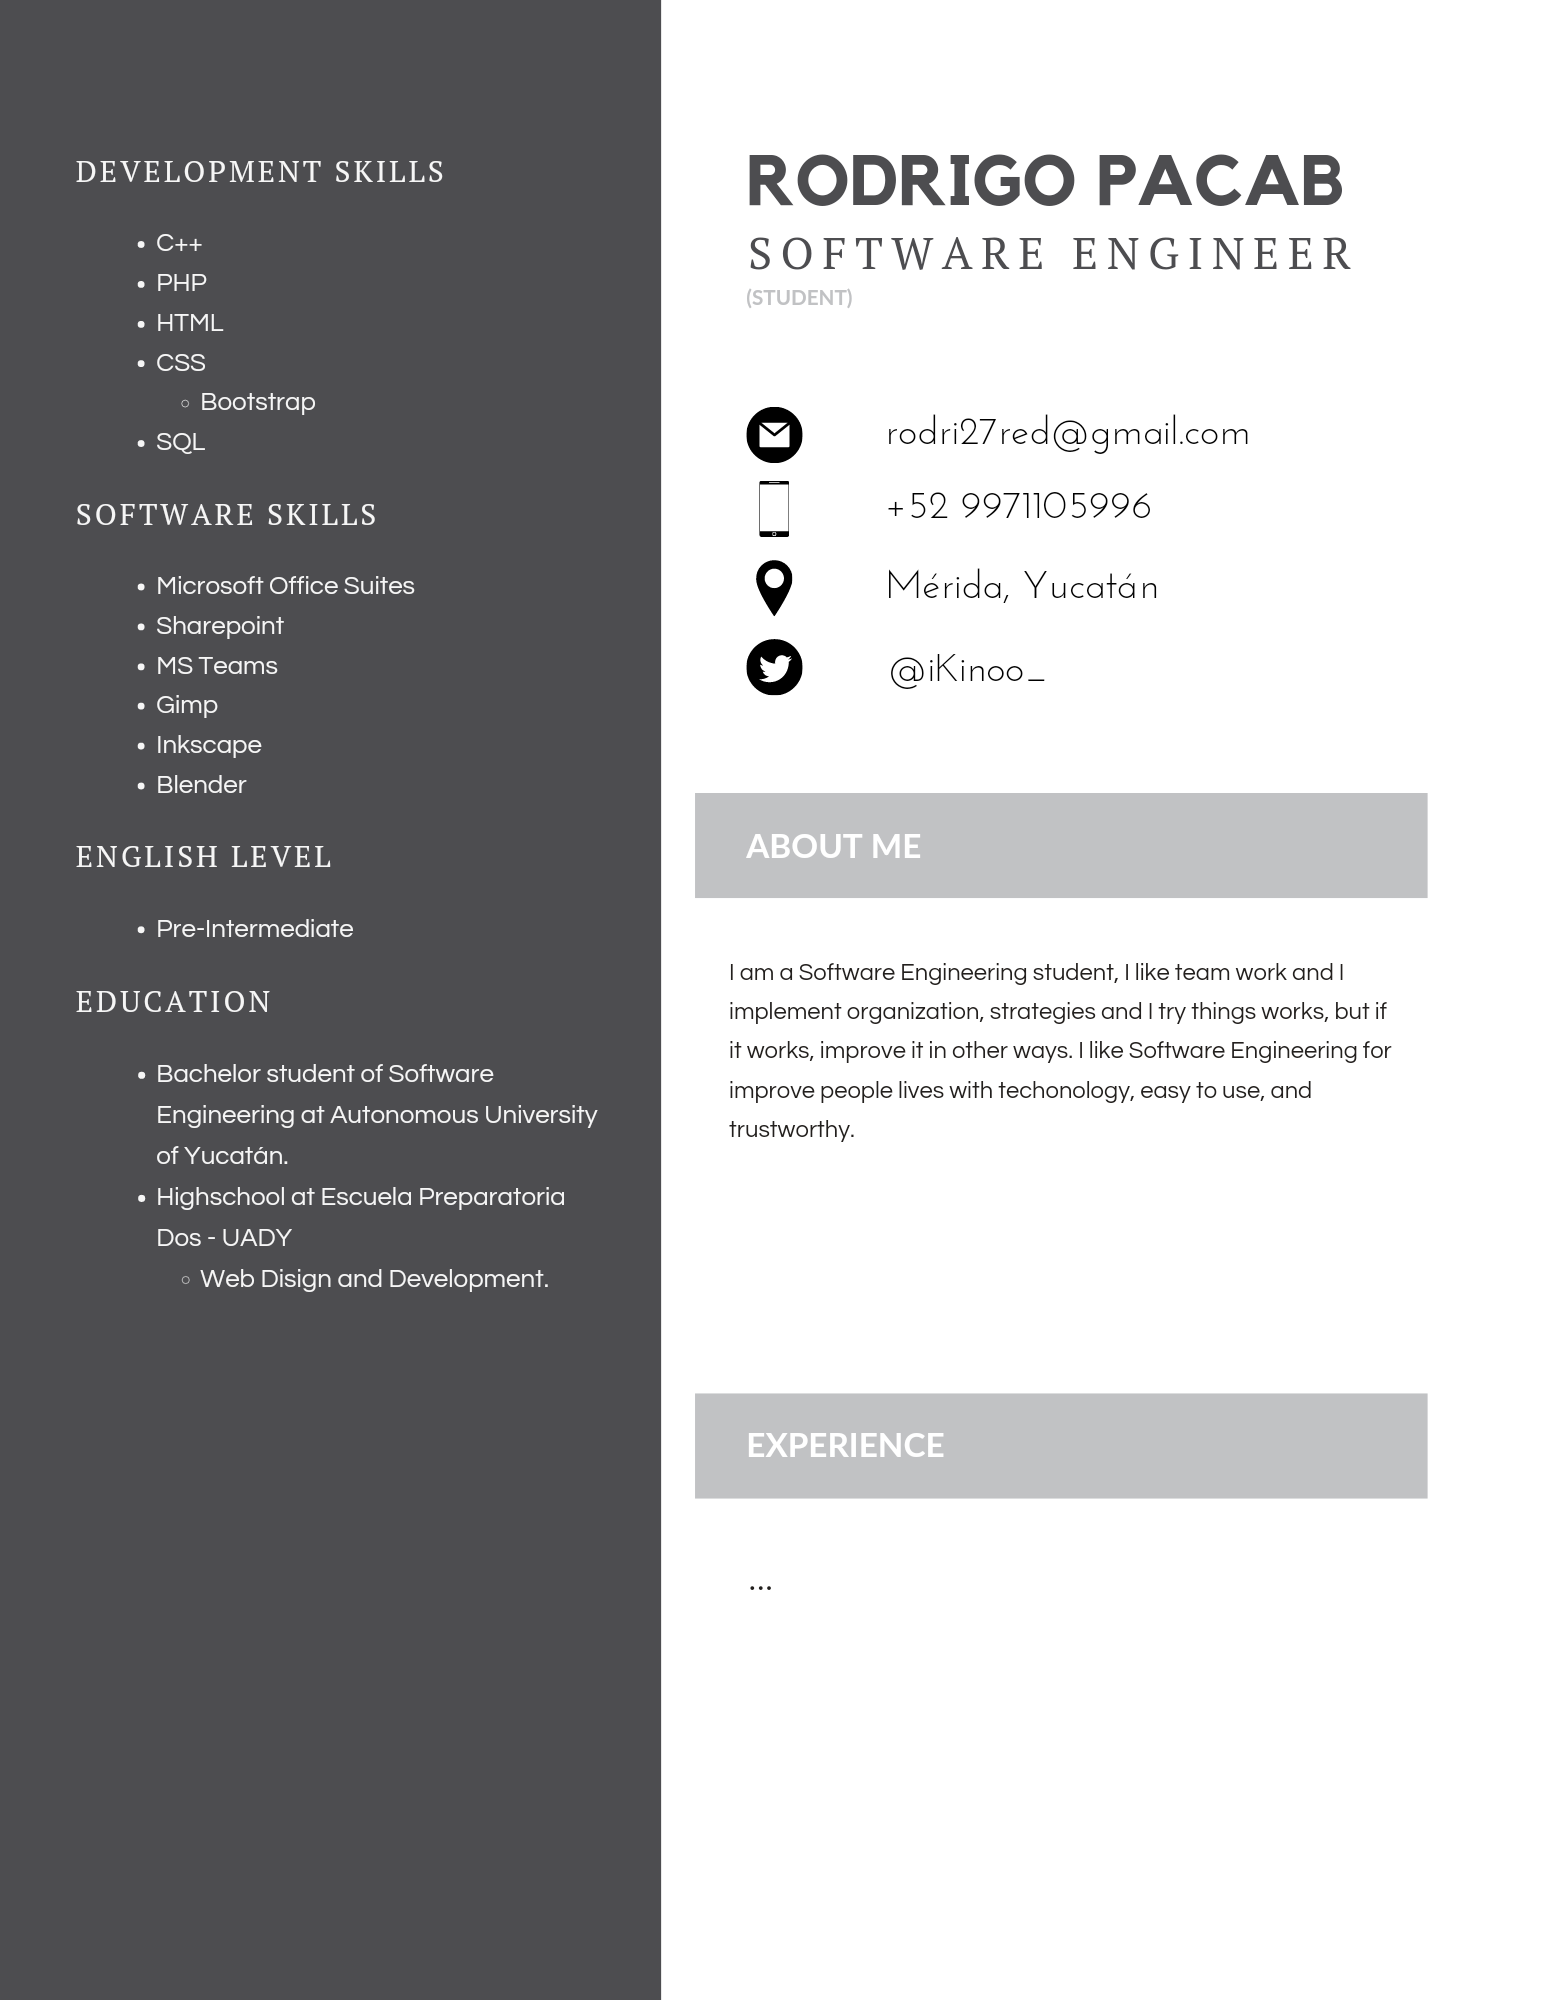 DEVELOPMENT SKILLS
C++
PHP
HTML
CSS
Bootstrap
SQL
SOFTWARE SKILLS
Microsoft Office Suites
Sharepoint
MS Teams
Gimp
Inkscape
Blender
ENGLISH LEVEL
Pre-Intermediate
EDUCATION
Bachelor student of Software
Engineering at Autonomous University
of Yucatán.
Highschool at Escuela Preparatoria
Dos - UADY
Web Disign and Development.
RODRIGO PACAB
SOFTWARE ENGINEER
(STUDENT)
rodri27red@gmail.com
+52 9971105996
Mérida, Yucatán
@iKinoo_
ABOUT ME
I am a Software Engineering student, I like team work and I
implement organization, strategies and I try things works, but if
it works, improve it in other ways. I like Software Engineering for
improve people lives with techonology, easy to use, and
trustworthy.
EXPERIENCE
...